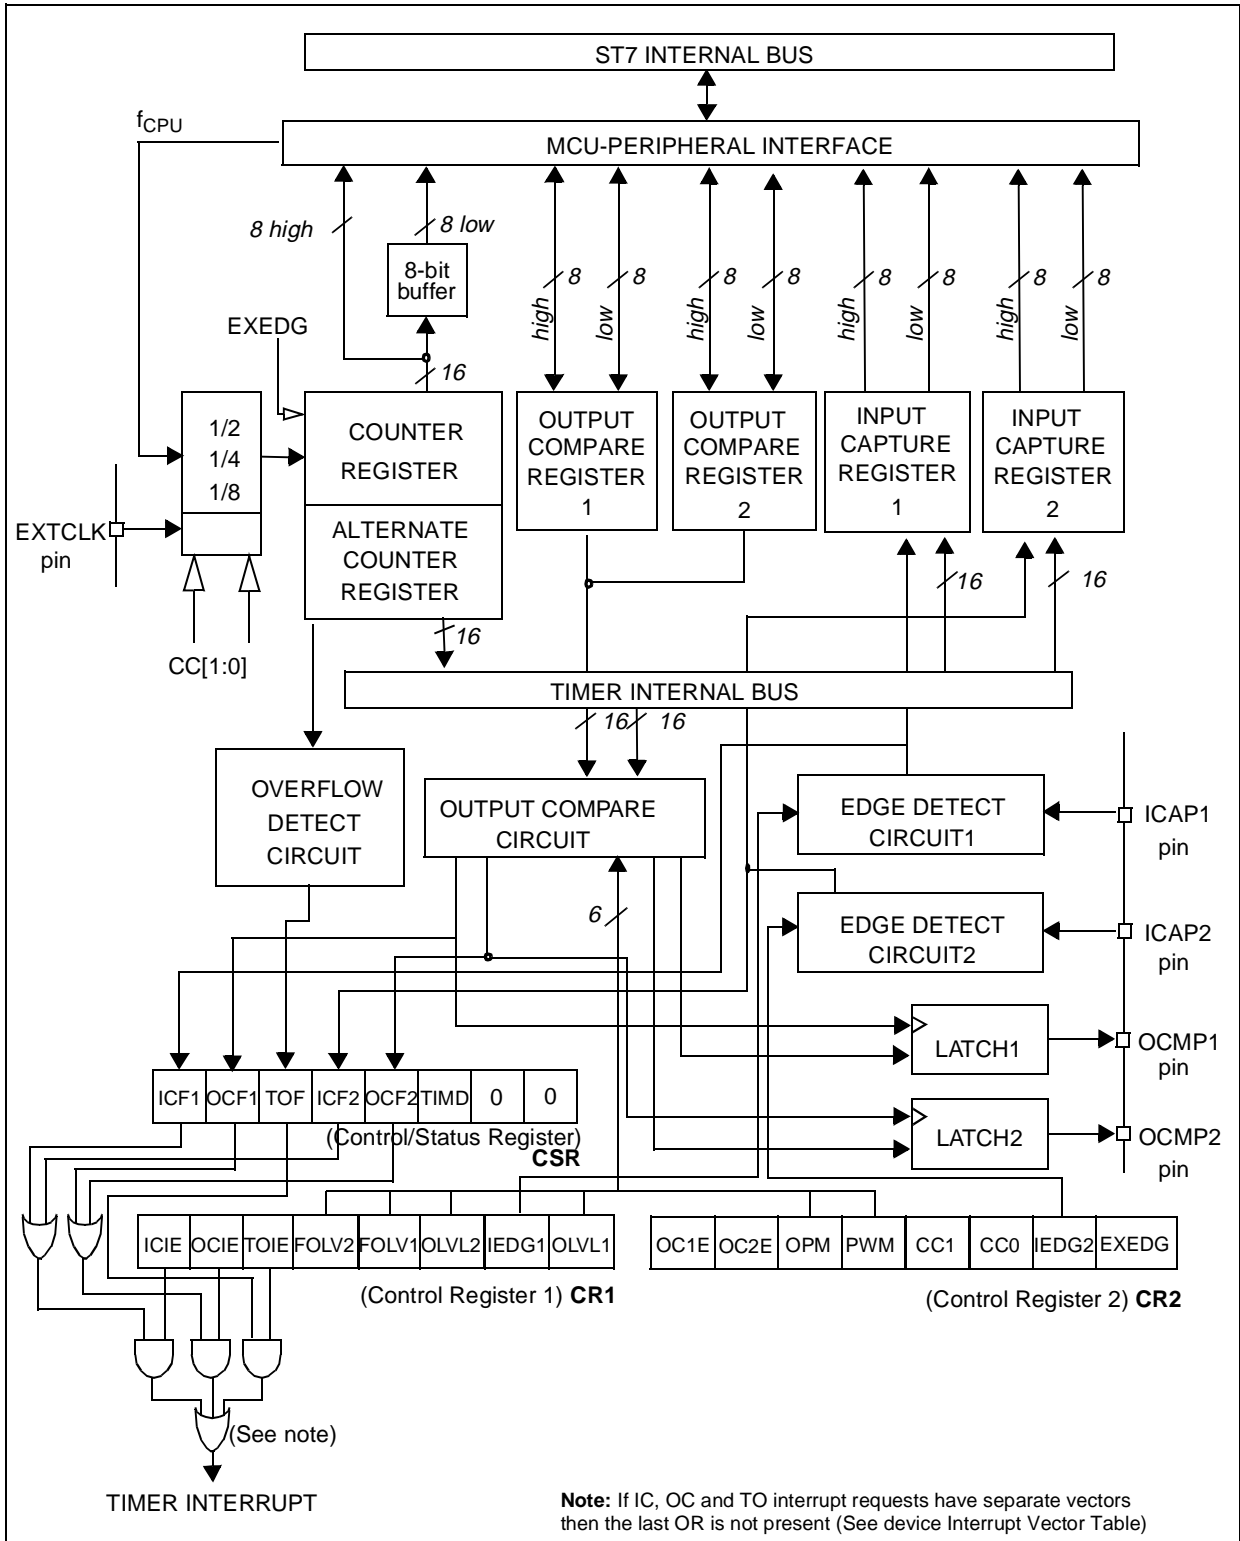 ST7 INTERNAL BUS
fCPU
MCU-PERIPHERAL INTERFACE
8 high
8 low
8-bit
buffer
8
8
8
8
8
8
8
8
high
low
high
low
high
low
high
low
EXEDG
16
1/2
1/4
1/8
COUNTER
REGISTER
OUTPUT
COMPARE
REGISTER
1
OUTPUT
COMPARE
REGISTER
2
INPUT
CAPTURE
REGISTER
1
INPUT
CAPTURE
REGISTER
2
EXTCLK
pin
ALTERNATE
COUNTER
REGISTER
16
16
16
CC[1:0]
TIMER INTERNAL BUS
16
16
OVERFLOW
DETECT
CIRCUIT
OUTPUT COMPARE
CIRCUIT
EDGE DETECT
CIRCUIT1
ICAP1
pin
6
EDGE DETECT
CIRCUIT2
ICAP2
pin
LATCH1
OCMP1
pin
ICF1 OCF1 TOF ICF2 OCF2 TIMD 0 0
(Control/Status Register)
CSR
LATCH2
OCMP2
pin
ICIE OCIE TOIE FOLV2 FOLV1 OLVL2 IEDG1 OLVL1
(Control Register 1) CR1
OC1E OC2E OPM PWM CC1 CC0 IEDG2 EXEDG
(Control Register 2) CR2
(See note)
TIMER INTERRUPT
Note: If IC, OC and TO interrupt requests have separate vectors
then the last OR is not present (See device Interrupt Vector Table)